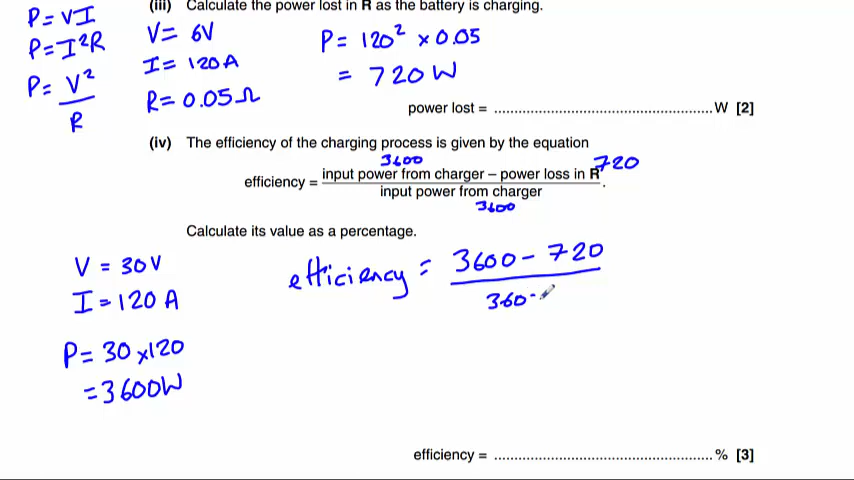 (iii) Calculate the power lost in R as the battery is charging.
P = VI
P = I²R
P = V²/R
V = 6V
I = 120A
R = 0.05Ω
P = 120² × 0.05
= 720W
power lost = ................................................... W [2]
(iv) The efficiency of the charging process is given by the equation
3600 720
efficiency = input power from charger – power loss in R / input power from charger.
3600
Calculate its value as a percentage.
V = 30V
I = 120A
P = 30 × 120
= 3600W
efficiency = 3600 - 720
360
efficiency = ................................................... % [3]